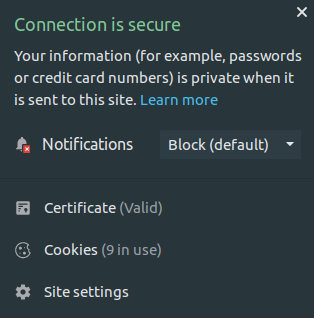 Connection is secure
Your information (for example, passwords
or credit card numbers) is private when it
is sent to this site. Learn more
Notifications Block (default)
Certificate (Valid)
Cookies (9 in use)
Site settings